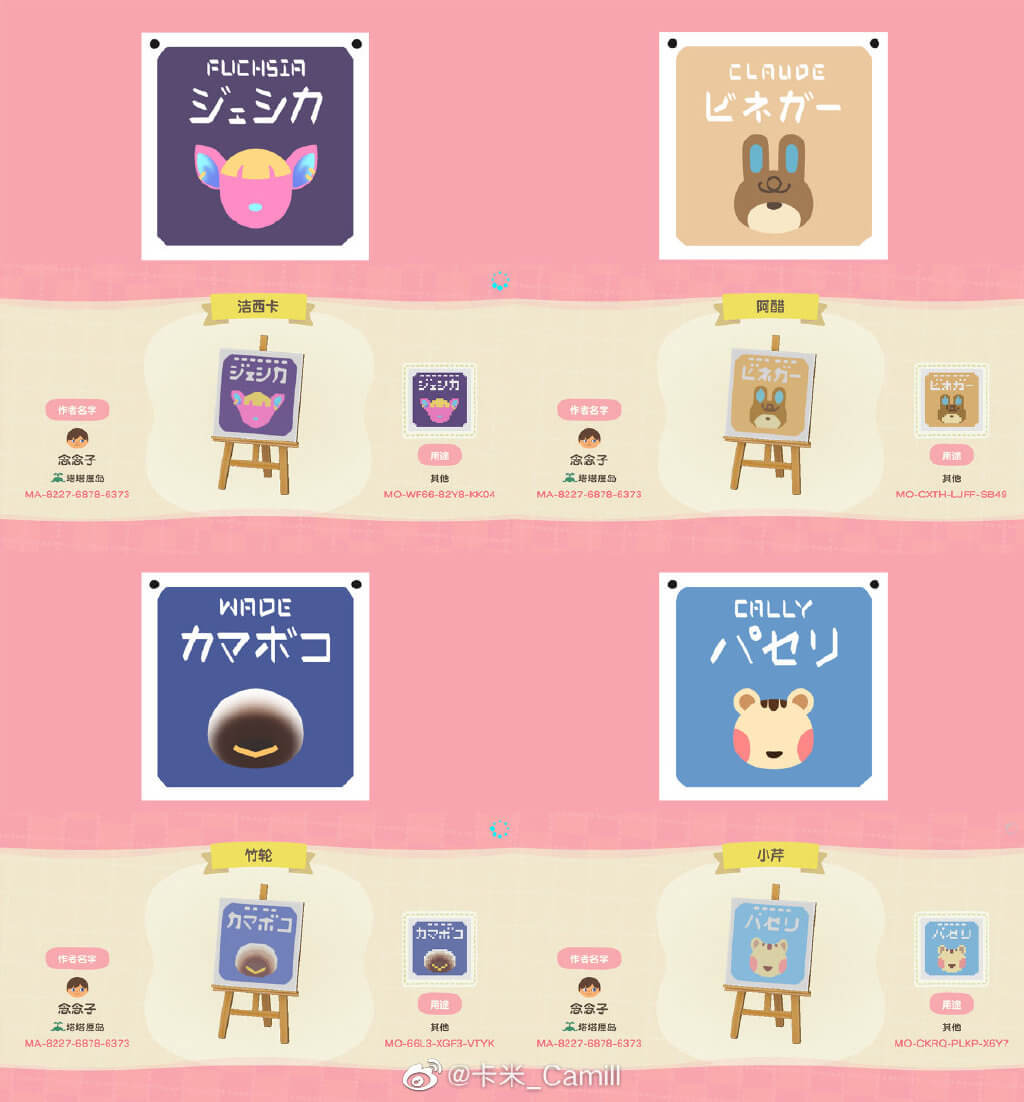 FUCHSIA
ジェシカ
CLAUDE
ビネガー
洁西卡
ジェシカ
ジェシカ
作者名字
念念子
塔塔崖岛
MA-8227-6878-6373
用途
其他
MO-WF66-82Y8-KK04
阿醋
ビネガー
ビネガー
作者名字
念念子
塔塔崖岛
MA-8227-6878-6373
用途
其他
MO-CXTH-LJFF-SB49
WADE
カマボコ
CALLY
パセリ
竹轮
カマボコ
カマボコ
作者名字
念念子
塔塔崖岛
MA-8227-6878-6373
用途
其他
MO-66L3-XGF3-VTYK
小芹
パセリ
パセリ
作者名字
念念子
塔塔崖岛
MA-8227-6878-6373
用途
其他
MO-CKRQ-PLKP-X6Y7
@卡米_Camill